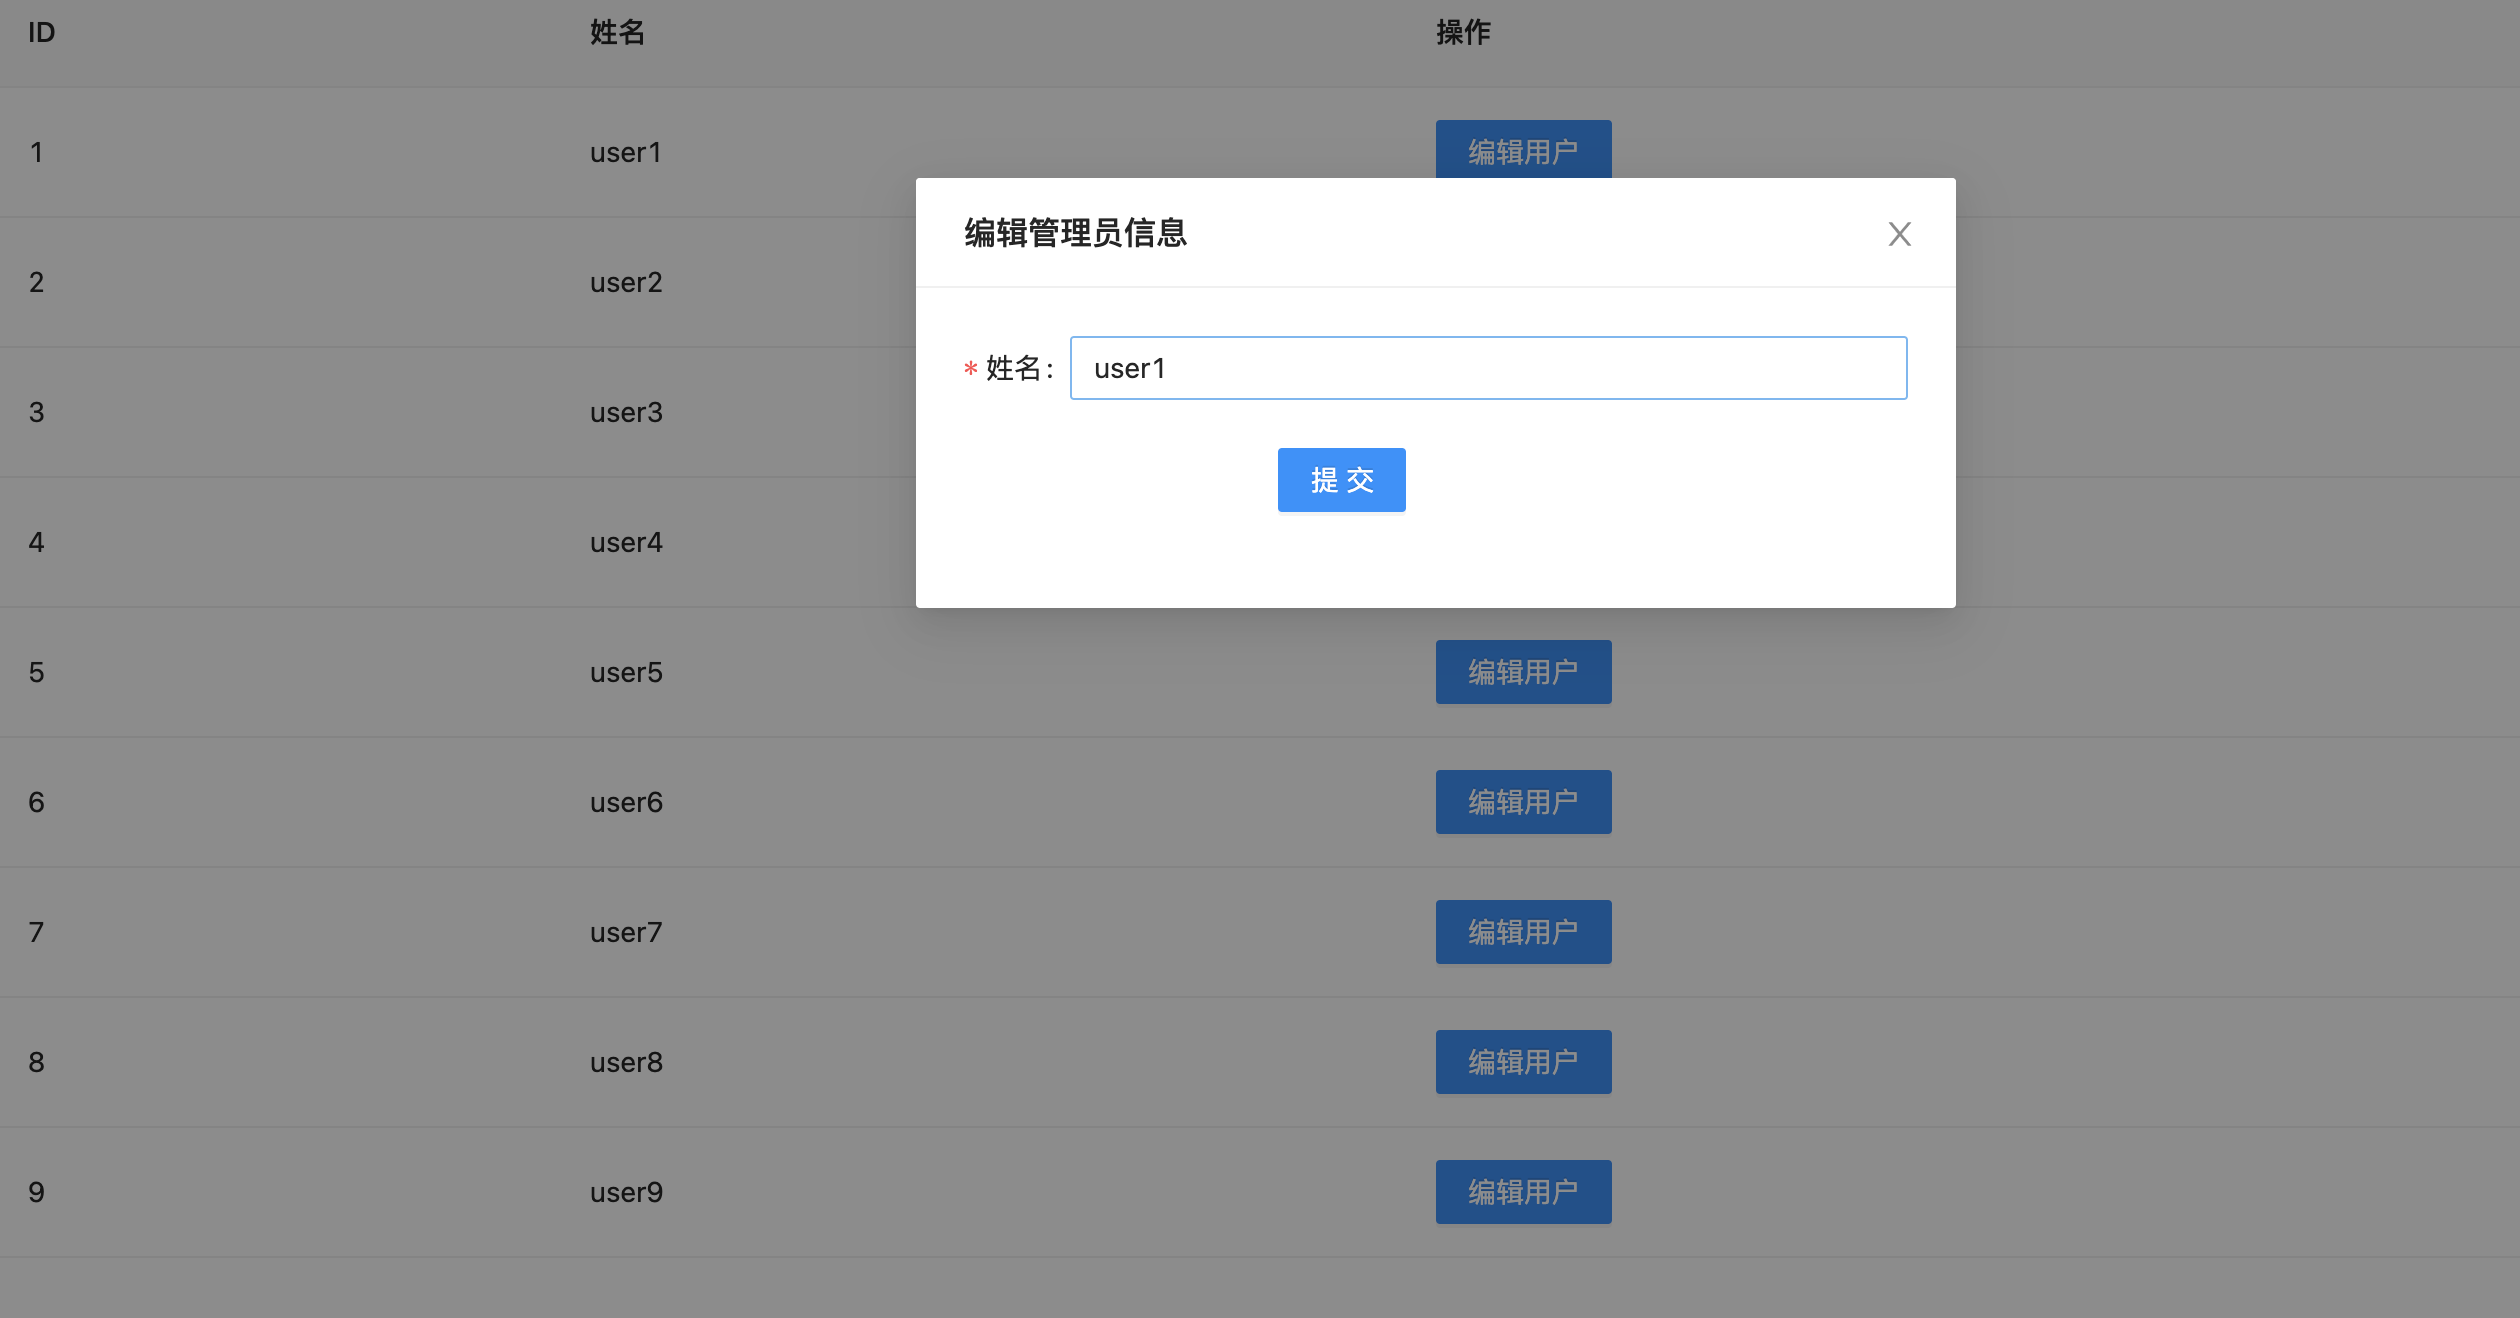 ID 姓名 操作
1 user1 编辑用户
编辑管理员信息
2 user2
* 姓名: user1
3 user3
提 交
4 user4
5 user5 编辑用户
6 user6 编辑用户
7 user7 编辑用户
8 user8 编辑用户
9 user9 编辑用户